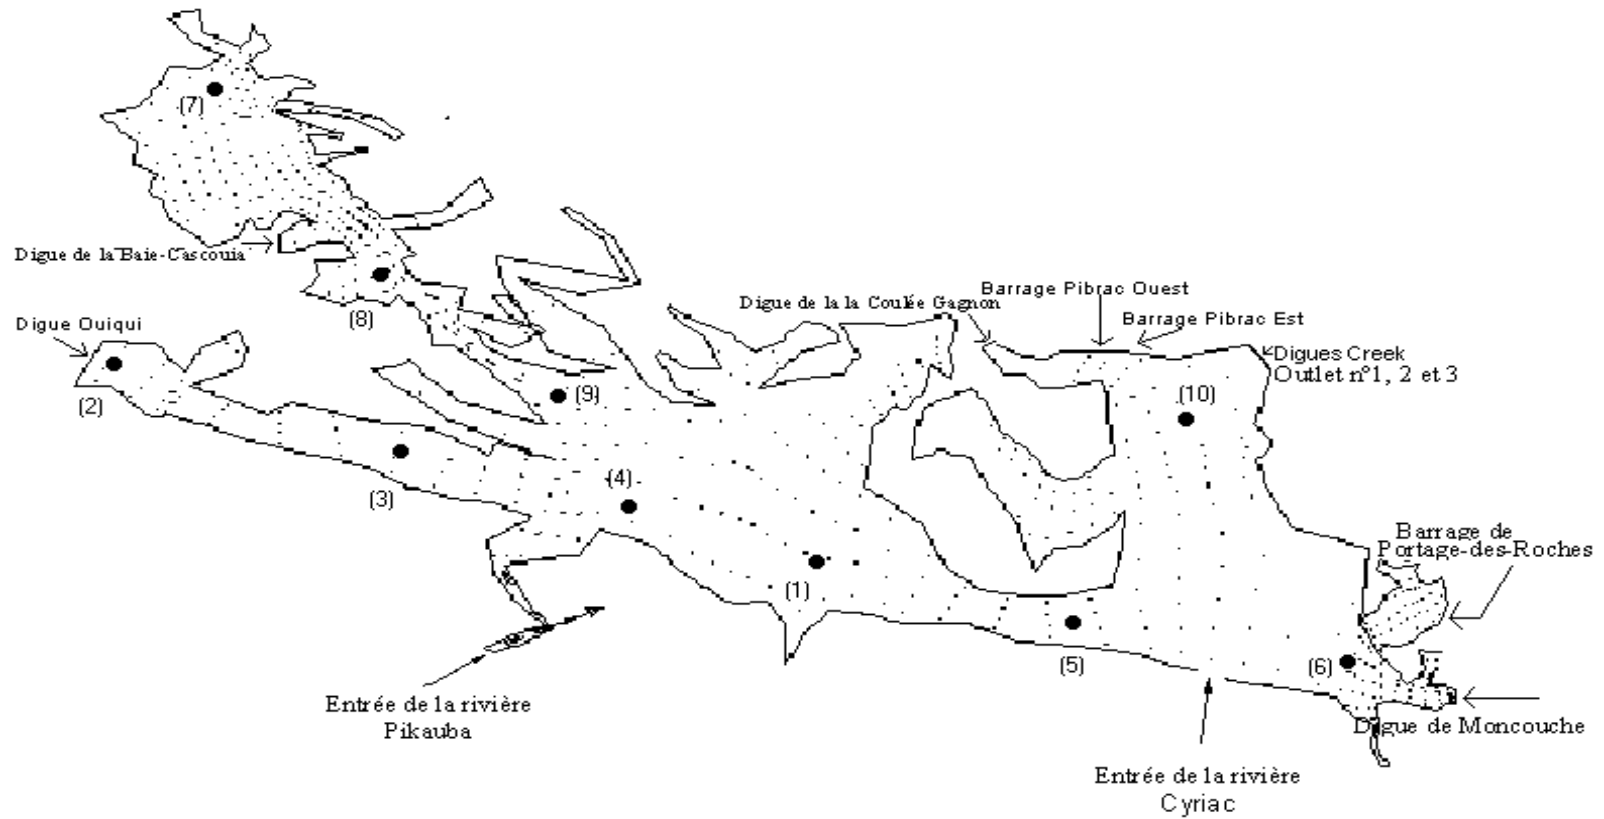 (7)
Digue de la Baie-Cascouia
(8)
Digue Ouiqui
(2)
(9)
(3)
(4)
Digue de la la Coulée Gagnon
Barrage Pibrac Ouest
Barrage Pibrac Est
Digues Creek
Outlet nº1, 2 et 3
(10)
Barrage de
Portage-des-Roches
(1)
(5)
(6)
Digue de Moncouche
Entrée de la rivière
Pikauba
Entrée de la rivière
Cyriac